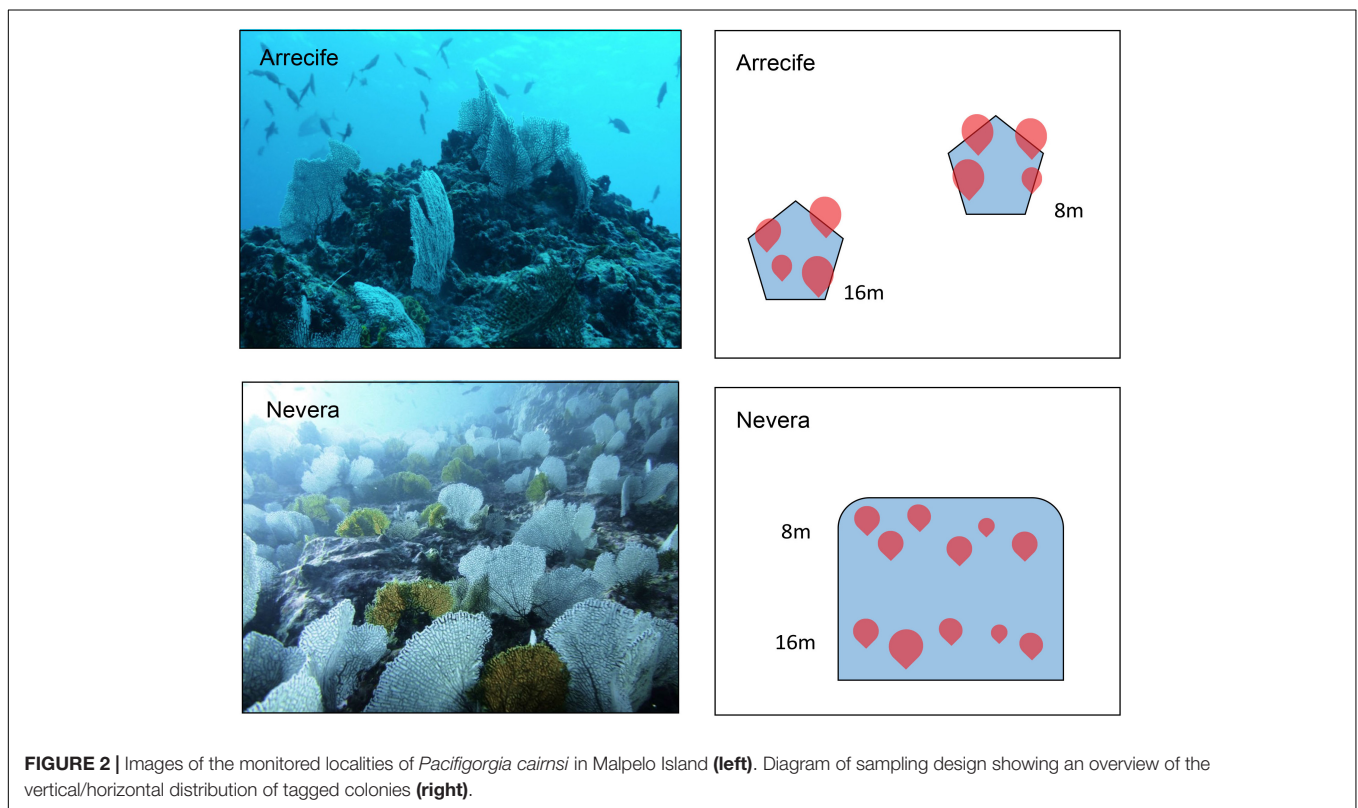 Arrecife
Arrecife
8m
16m
Nevera
Nevera
8m
16m
FIGURE 2 | Images of the monitored localities of Pacifigorgia cairnsi in Malpelo Island (left). Diagram of sampling design showing an overview of the
vertical/horizontal distribution of tagged colonies (right).